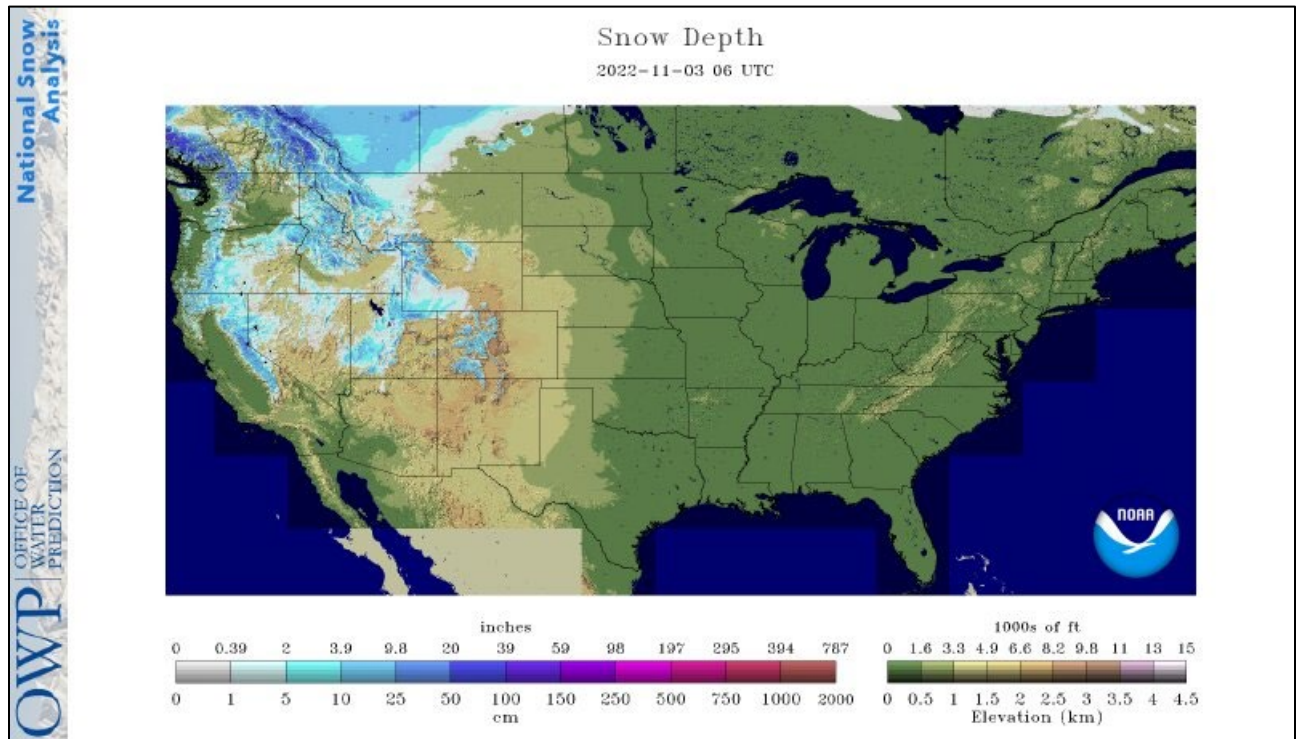 National Snow
Analysis
OWP
OFFICE OF
WATER
PREDICTION
Snow Depth
2022-11-03 06 UTC
NOAA
inches
0 0.39 2 3.9 9.8 20 39 59 98 197 295 394 787
0 1 5 10 25 50 100 150 250 500 750 1000 2000
cm
1000s of ft
0 1.6 3.3 4.9 6.6 8.2 9.8 11 13 15
0 0.5 1 1.5 2 2.5 3 3.5 4 4.5
Elevation (km)